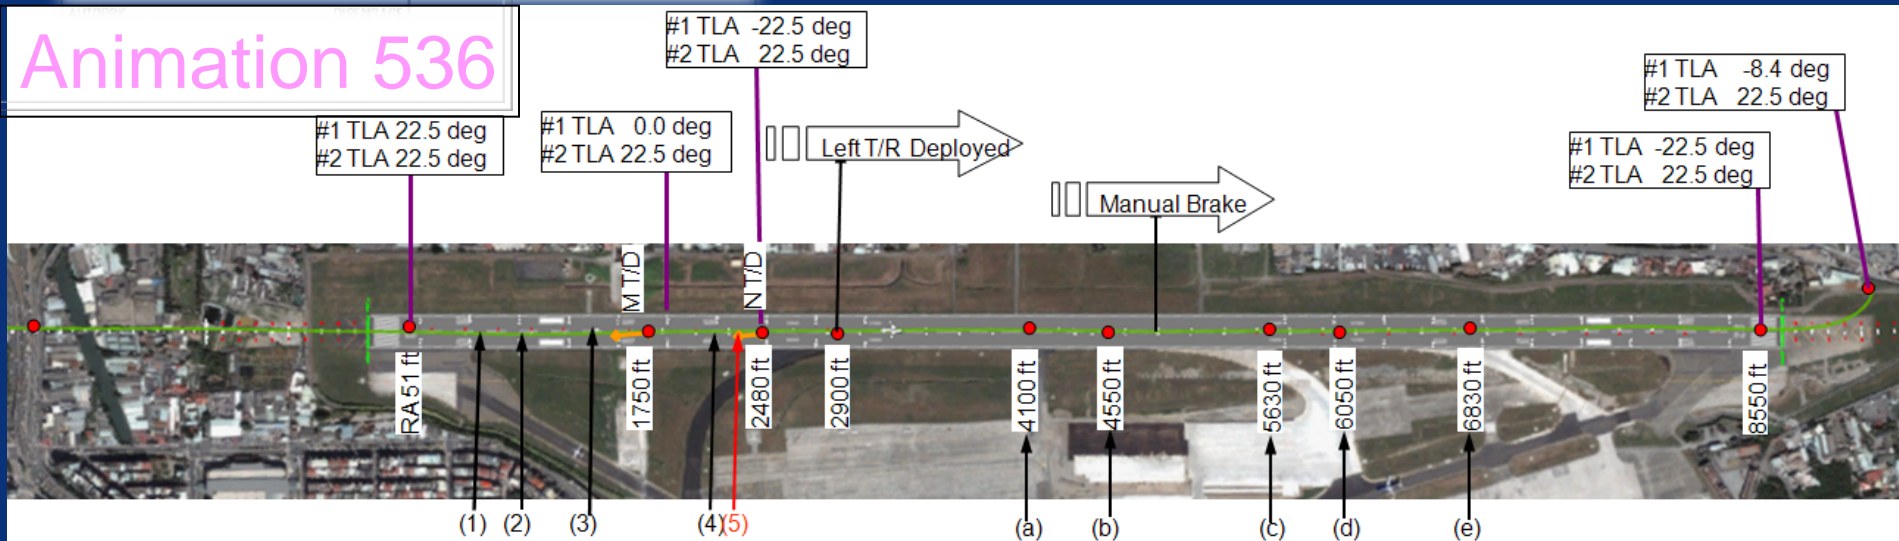 Animation 536
#1 TLA 22.5 deg
#2 TLA 22.5 deg
#1 TLA 0.0 deg
#2 TLA 22.5 deg
#1 TLA -22.5 deg
#2 TLA 22.5 deg
Left T/R Deployed
Manual Brake
#1 TLA -22.5 deg
#2 TLA 22.5 deg
#1 TLA -8.4 deg
#2 TLA 22.5 deg
M T/D
N T/D
RA51 ft
1750 ft
2480 ft
2900 ft
4100 ft
4550 ft
5630 ft
6050 ft
6830 ft
8550 ft
(1) (2) (3) (4) (5) (a) (b) (c) (d) (e)